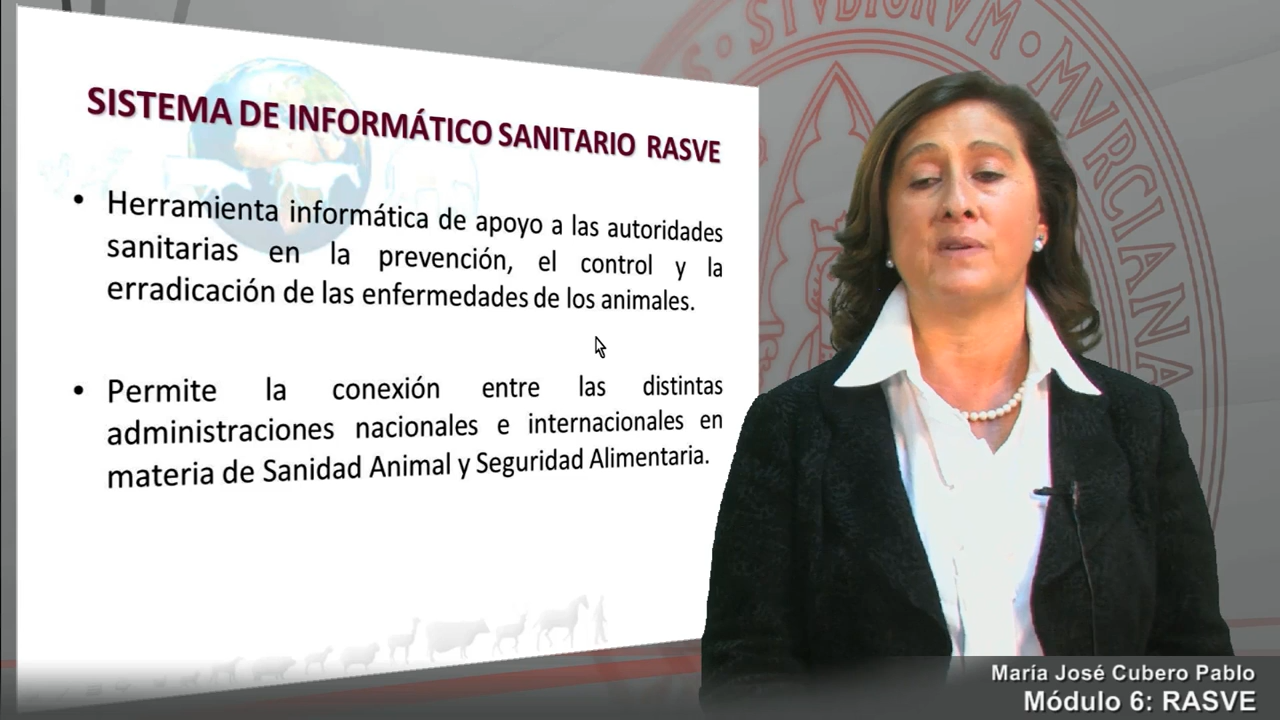 SISTEMA DE INFORMÁTICO SANITARIO RASVE
• Herramienta informática de apoyo a las autoridades
sanitarias en la prevención, el control y la
erradicación de las enfermedades de los animales.
• Permite la conexión entre las distintas
administraciones nacionales e internacionales en
materia de Sanidad Animal y Seguridad Alimentaria.
STVDIORVM • MVRCIANA
María José Cubero Pablo
Módulo 6: RASVE